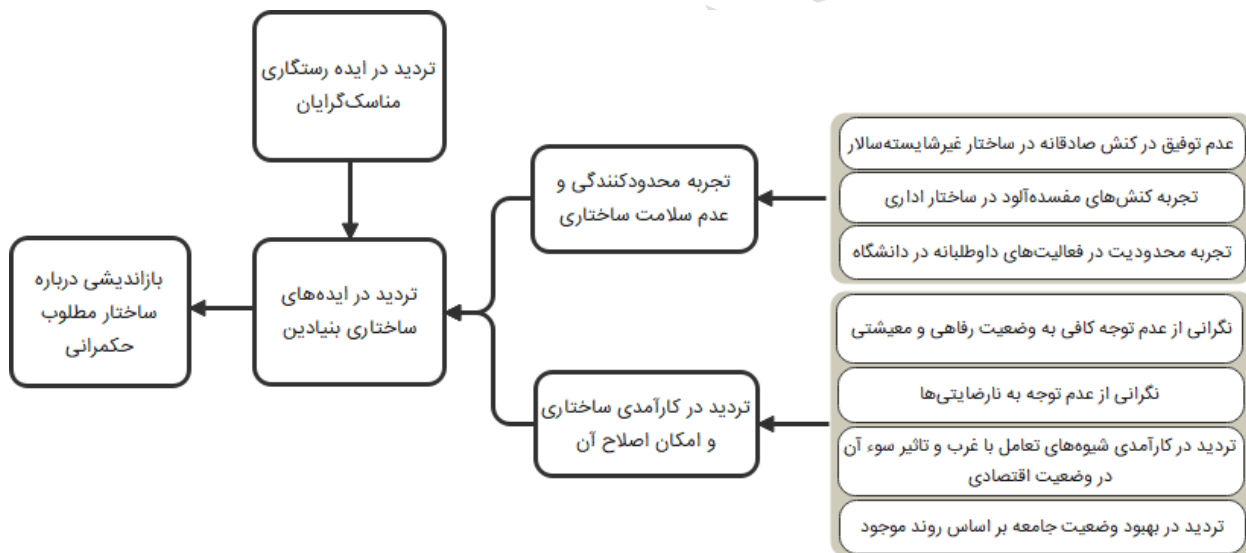 تردید در ایده رستگاری
مناسک‌گرایان
عدم توفیق در کنش صادقانه در ساختار غیرشایسته‌سالار
تجربه کنش‌های مفسده‌آلود در ساختار اداری
تجربه محدودیت در فعالیت‌های داوطلبانه در دانشگاه
تجربه محدودکنندگی و
عدم سلامت ساختاری
نگرانی از عدم توجه کافی به وضعیت رفاهی و معیشتی
نگرانی از عدم توجه به نارضایتی‌ها
تردید در کارآمدی شیوه‌های تعامل با غرب و تاثیر سوء آن
در وضعیت اقتصادی
تردید در بهبود وضعیت جامعه بر اساس روند موجود
تردید در کارآمدی ساختاری
و امکان اصلاح آن
تردید در ایده‌های
ساختاری بنیادین
بازاندیشی درباره
ساختار مطلوب
حکمرانی